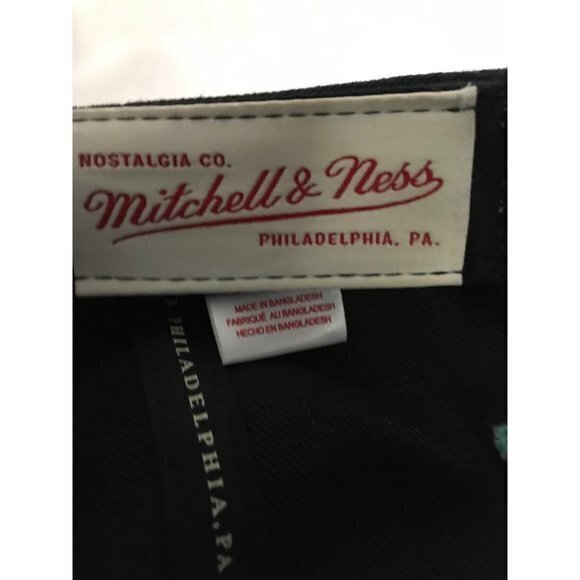 NOSTALGIA CO.
Mitchell & Ness
PHILADELPHIA, PA.
MADE IN BANGLADESH
FABRIQUÉ AU BANGLADESH
HECHO EN BANGLADESH
PHILADELPHIA, PA